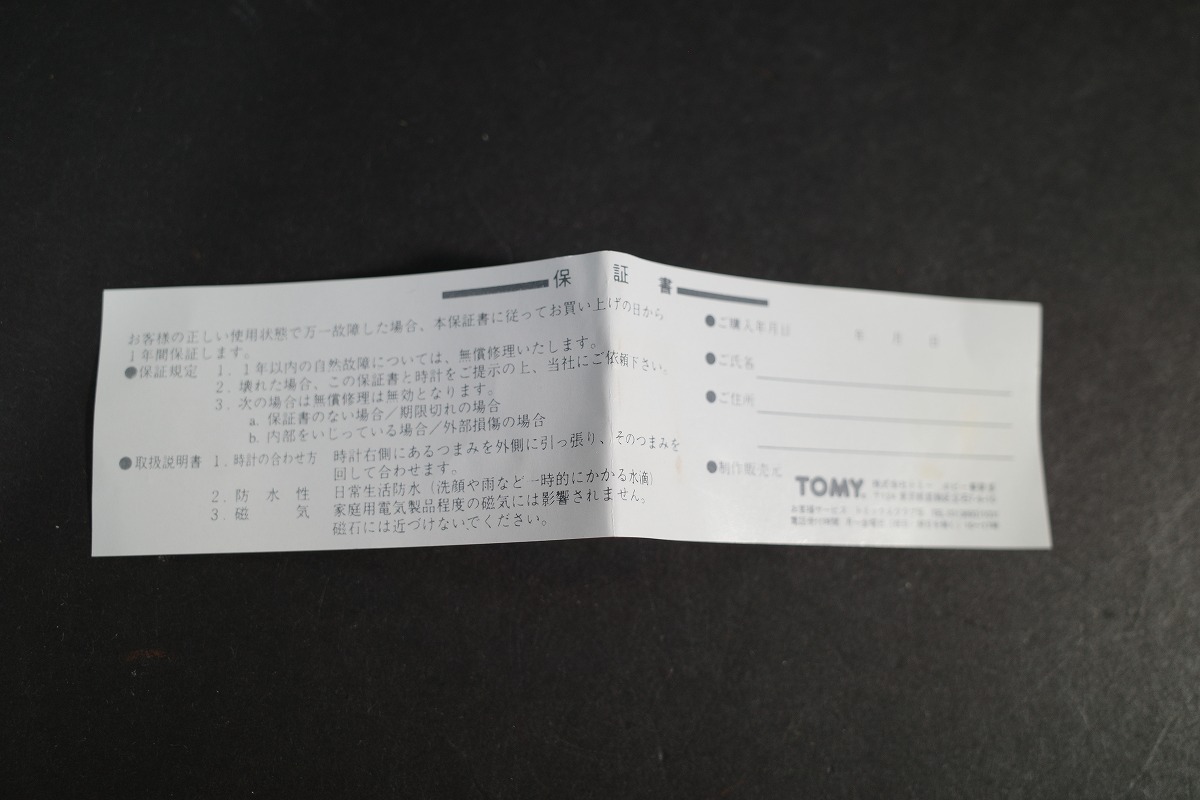 保証書
お客様の正しい使用状態で万一故障した場合、本保証書に従ってお買い上げの日から
1年間保証します。
●保証規定 1. 1年以内の自然故障については、無償修理いたします。
2. 壊れた場合、この保証書と時計をご提示の上、当社にご依頼下さい。
3. 次の場合は無償修理は無効となります。
a. 保証書のない場合/期限切れの場合
b. 内部をいじっている場合/外部損傷の場合
●取扱説明書 1. 時計の合わせ方 時計右側にあるつまみを外側に引っ張り、そのつまみを
回して合わせます。
2. 防水性 日常生活防水(洗顔や雨など一時的にかかる水滴)
3. 磁気 家庭用電気製品程度の磁気には影響されません。
磁石には近づけないでください。
●ご購入年月日 年 月 日
●ご氏名
●ご住所
●制作販売元
TOMY
お客様サービス